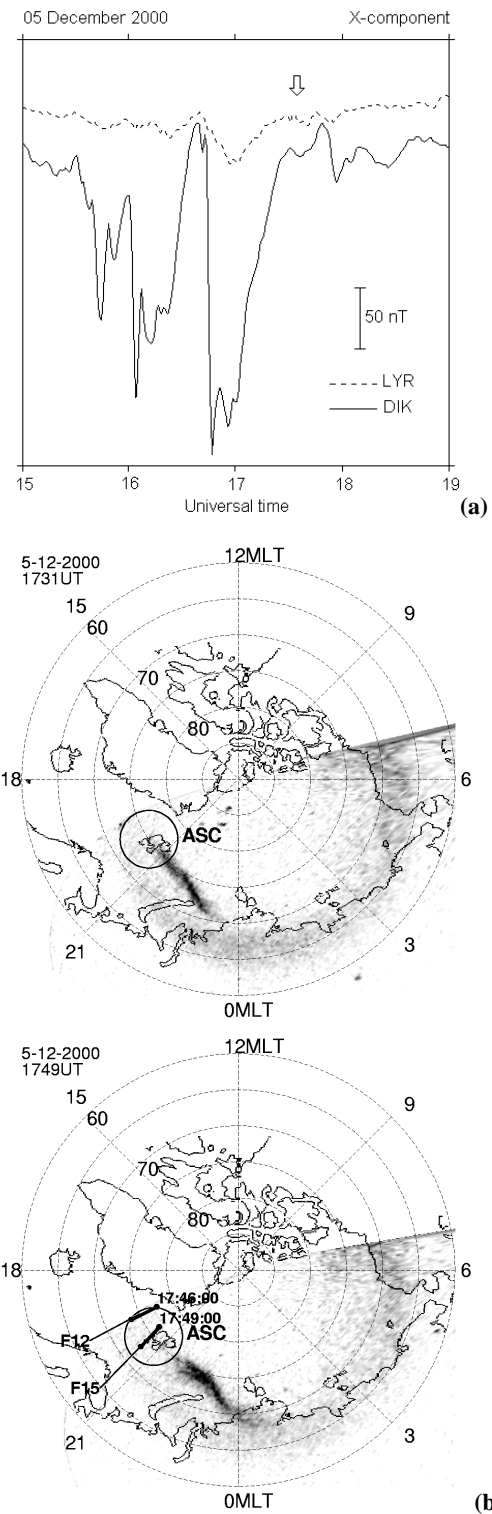 05 December 2000 X-component
50 nT
LYR
DIK
15 16 17 18 19
Universal time
(a)
5-12-2000
1731UT
12MLT
15
9
60
70
80
18
6
ASC
21
3
0MLT
5-12-2000
1749UT
12MLT
15
9
60
70
80
18
6
17:46:00
17:49:00
F12
ASC
F15
21
3
0MLT
(b